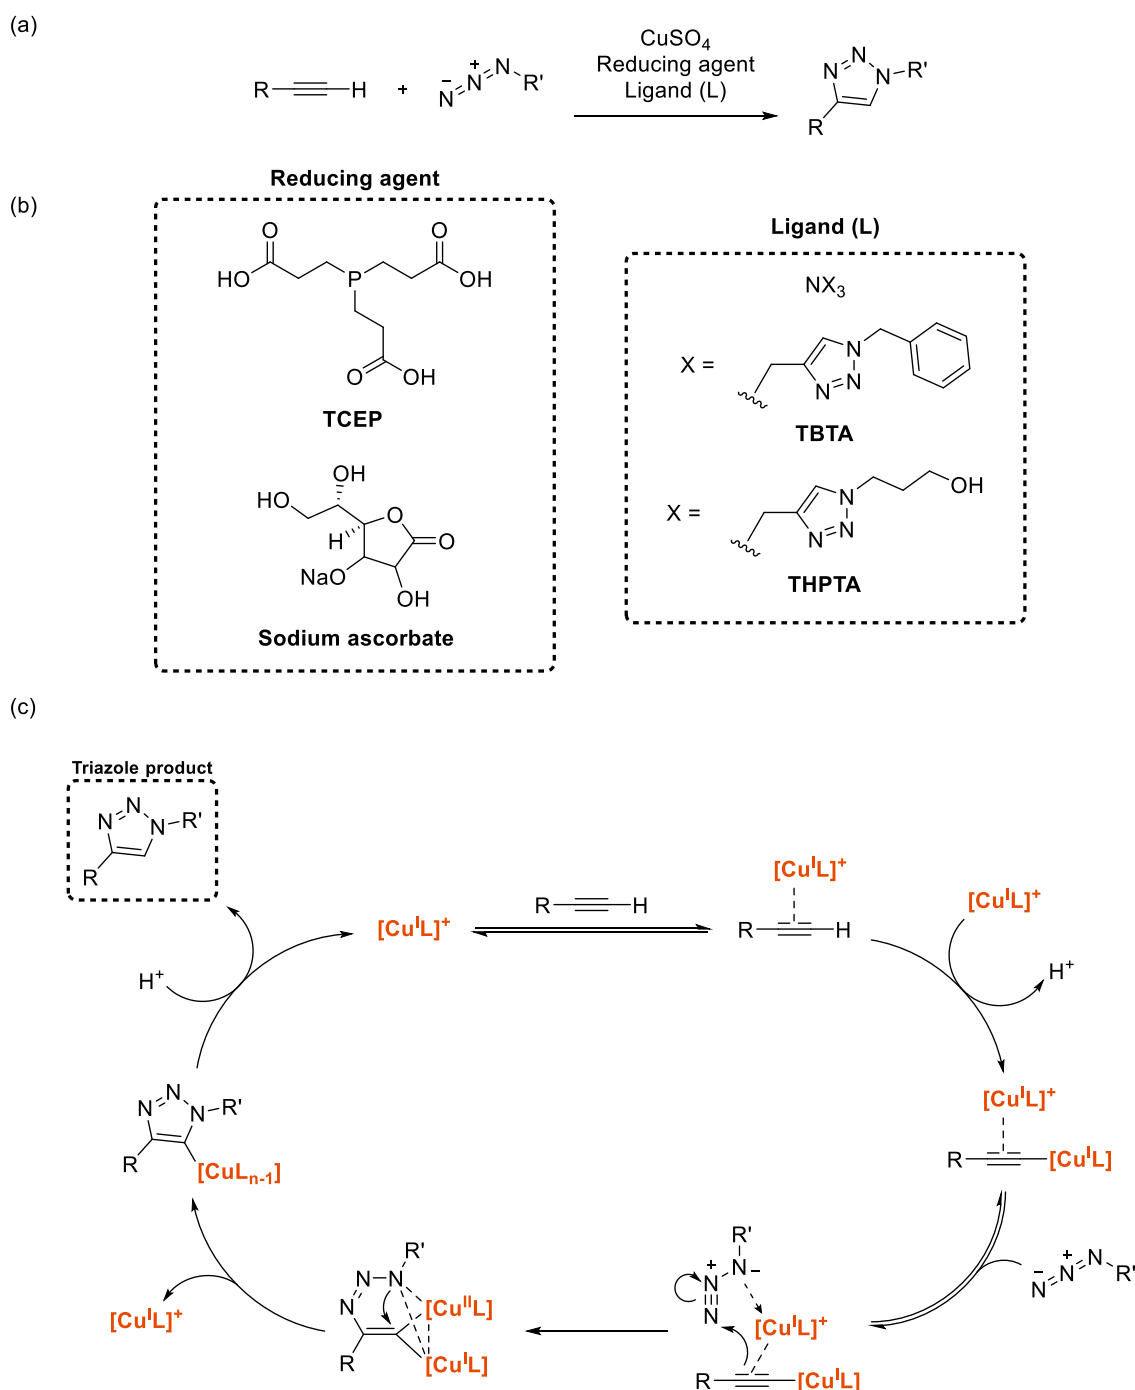 (a)
R
H
+
N
−
N
+
N
R'
CuSO4
Reducing agent
Ligand (L)
N
N
N
R'
R
(b)
Reducing agent
O
HO
P
O
OH
O
OH
TCEP
OH
HO
H
O
O
NaO
OH
Sodium ascorbate
Ligand (L)
NX3
X =
N
N
N
TBTA
X =
N
N
N
OH
THPTA
(c)
Triazole product
N
N
N
R'
R
[CuIL]+
R
H
[CuIL]+
R
H
[CuIL]+
H+
H+
[CuIL]+
R
[CuIL]
N
N
N
R'
R
[CuLn-1]
N
−
N
+
N
R'
R'
N
−
N
+
N
[CuIL]+
R
[CuIL]
R'
N
N
N
[CuIIL]
[CuIL]
R
[CuIL]+